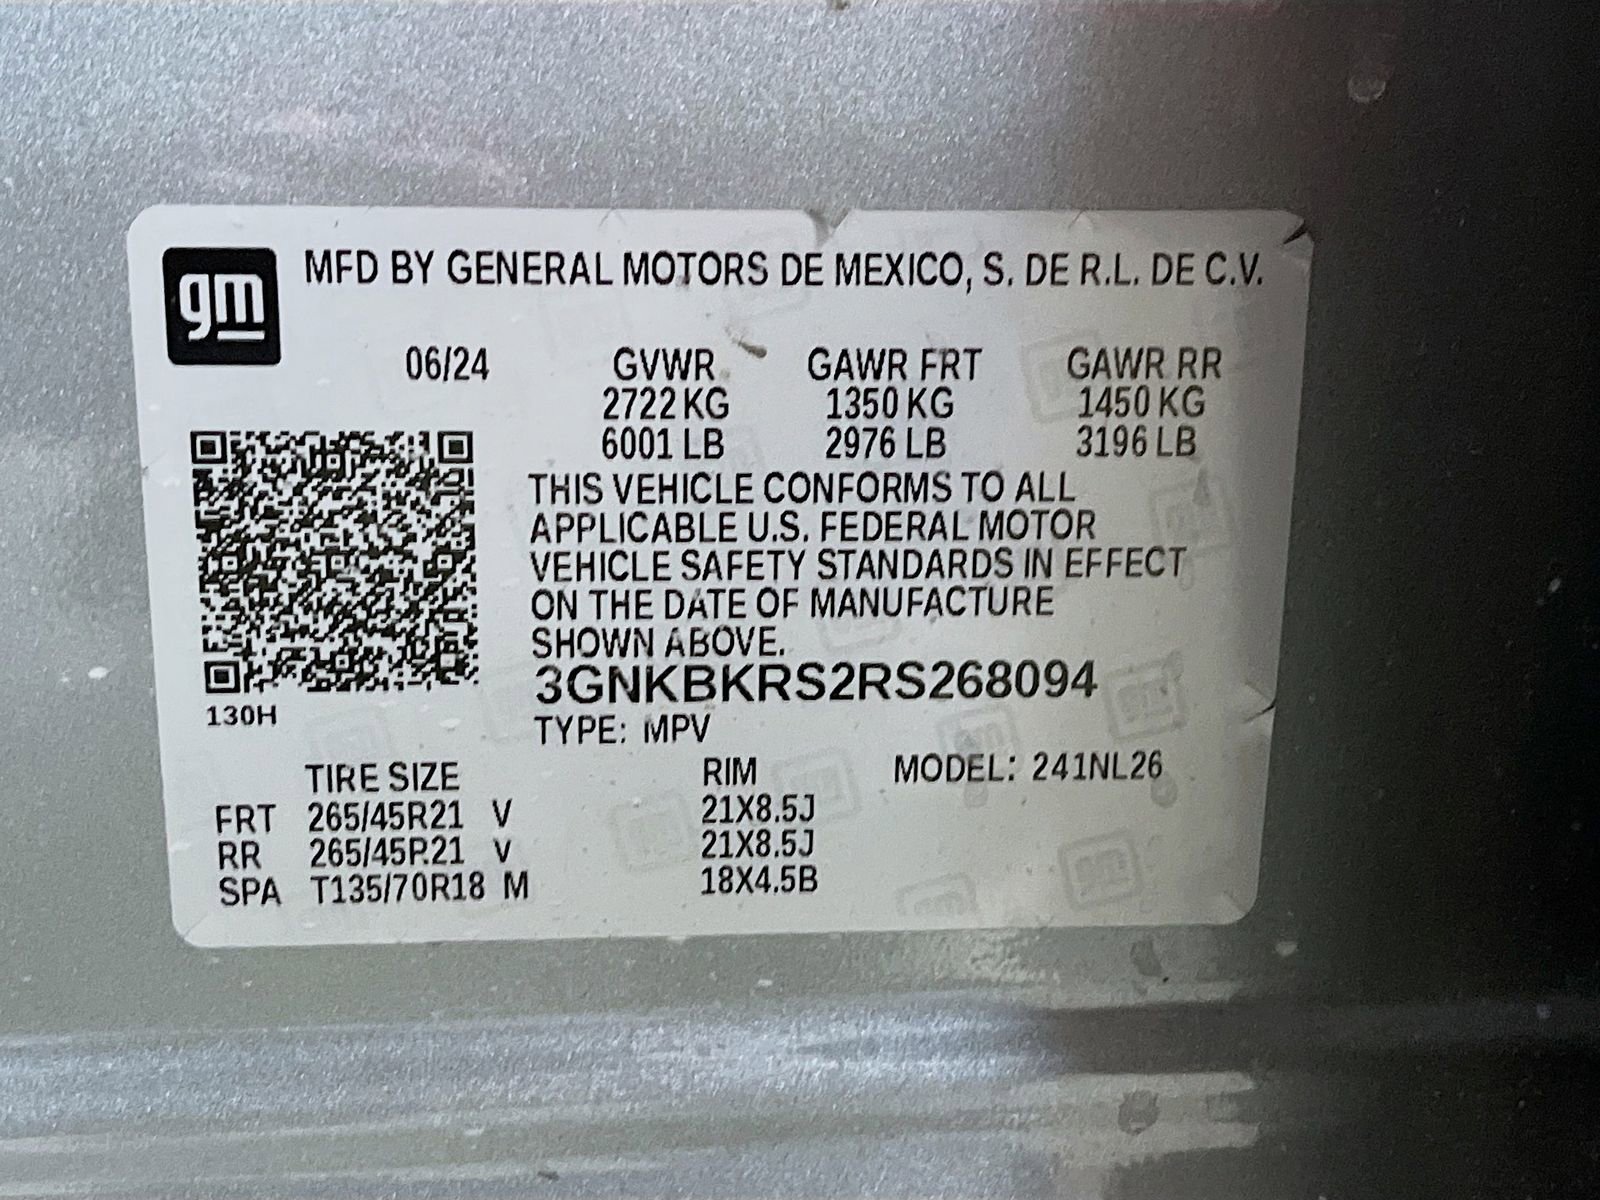 gm
MFD BY GENERAL MOTORS DE MEXICO, S. DE R.L. DE C.V.
06/24 GVWR GAWR FRT GAWR RR
2722 KG 1350 KG 1450 KG
6001 LB 2976 LB 3196 LB
THIS VEHICLE CONFORMS TO ALL
APPLICABLE U.S. FEDERAL MOTOR
VEHICLE SAFETY STANDARDS IN EFFECT
ON THE DATE OF MANUFACTURE
SHOWN ABOVE.
3GNKBKRS2RS268094
130H
TYPE: MPV
TIRE SIZE RIM MODEL: 241NL26
FRT 265/45R21 V 21X8.5J
RR 265/45R21 V 21X8.5J
SPA T135/70R18 M 18X4.5B